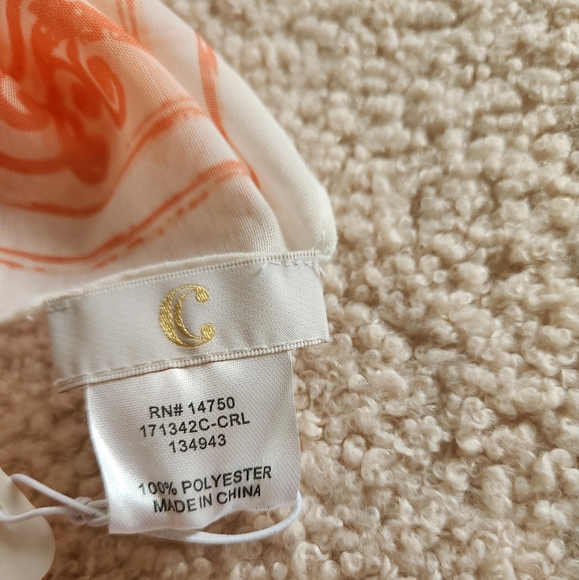 C
RN# 14750
171342C-CRL
134943
100% POLYESTER
MADE IN CHINA